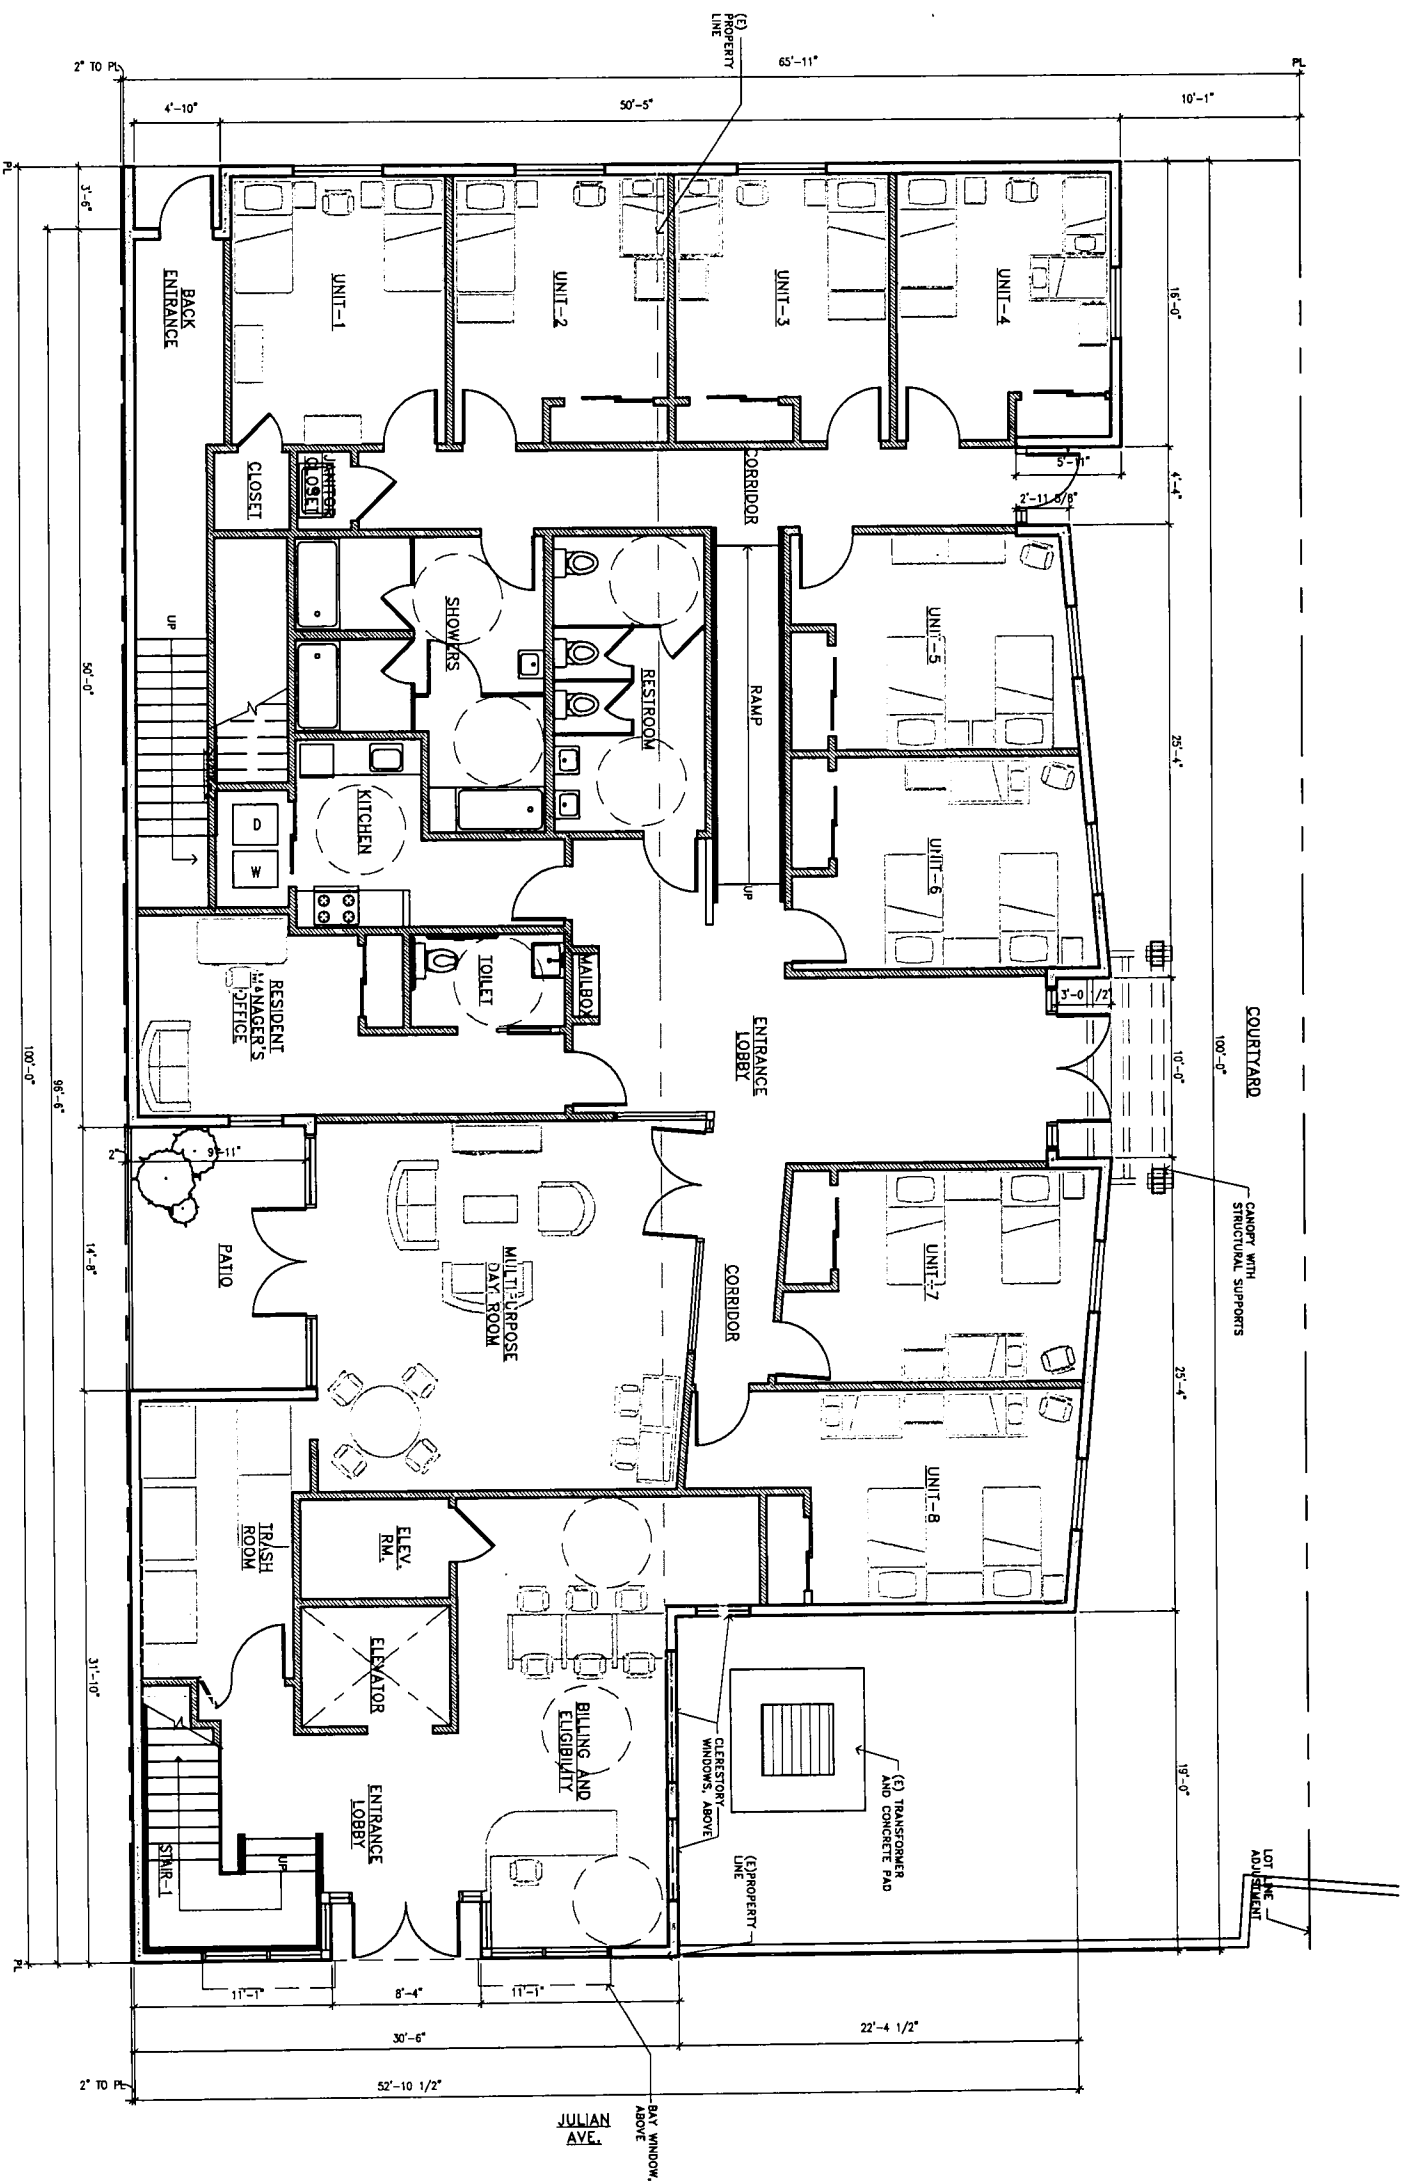 (E)
PROPERTY
LINE
65'-11"
PL
2" TO PL
4'-10"
50'-5"
10'-1"
PL
3'-6"
BACK
ENTRANCE
UNIT-1
UNIT-2
UNIT-3
UNIT-4
16'-0"
CLOSET
JANITOR
CLOSET
CORRIDOR
5'-11"
4'-4"
2'-11 5/8"
UP
SHOWERS
RESTROOM
RAMP
UP
UNIT-5
50'-0"
25'-4"
D
W
KITCHEN
UNIT-6
RESIDENT
MANAGER'S
OFFICE
TOILET
MAILBOX
ENTRANCE
LOBBY
3'-0 1/2"
10'-0"
100'-0"
COURTYARD
100'-0"
96'-6"
2"
9'-11"
CANOPY WITH
STRUCTURAL SUPPORTS
14'-8"
PATIO
MULTI-PURPOSE
DAY ROOM
CORRIDOR
UNIT-7
25'-4"
TRASH
ROOM
ELEV.
RM.
UNIT-8
31'-10"
ELEVATOR
BILLING AND
ELIGIBILITY
CLERESTORY
WINDOWS, ABOVE
(E) TRANSFORMER
AND CONCRETE PAD
19'-0"
STAIR-1
UP
ENTRANCE
LOBBY
(E)PROPERTY
LINE
LOT LINE
ADJUSTMENT
PL
11'-1"
8'-4"
11'-1"
30'-6"
22'-4 1/2"
2" TO PL
52'-10 1/2"
BAY WINDOW,
ABOVE
JULIAN
AVE.